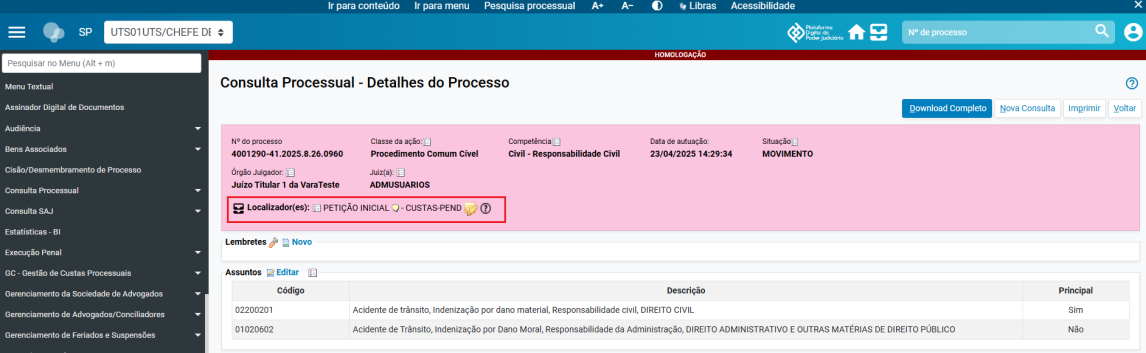 Ir para conteúdo Ir para menu Pesquisa processual A+ A- Libras Acessibilidade
SP UTS01UTS/CHEFE DE Plataforma Digital do Poder Judiciário Nº de processo
HOMOLOGAÇÃO
Pesquisar no Menu (Alt + m)
Menu Textual
Assinador Digital de Documentos
Audiência
Bens Associados
Cisão/Desmembramento de Processo
Consulta Processual
Consulta SAJ
Estatísticas - BI
Execução Penal
GC - Gestão de Custas Processuais
Gerenciamento da Sociedade de Advogados
Gerenciamento de Advogados/Conciliadores
Gerenciamento de Feriados e Suspensões
Consulta Processual - Detalhes do Processo
Download Completo Nova Consulta Imprimir Voltar
Nº do processo Classe da ação: Competência Data de autuação: Situação
4001290-41.2025.8.26.0960 Procedimento Comum Cível Civil - Responsabilidade Civil 23/04/2025 14:29:34 MOVIMENTO
Órgão Julgador: Juiz(a):
Juízo Titular 1 da VaraTeste ADMUSUARIOS
Localizador(es): PETIÇÃO INICIAL - CUSTAS-PEND
Lembretes Novo
Assuntos Editar
Código Descrição Principal
02200201 Acidente de trânsito, Indenização por dano material, Responsabilidade civil, DIREITO CIVIL Sim
01020602 Acidente de Trânsito, Indenização por Dano Moral, Responsabilidade da Administração, DIREITO ADMINISTRATIVO E OUTRAS MATÉRIAS DE DIREITO PÚBLICO Não